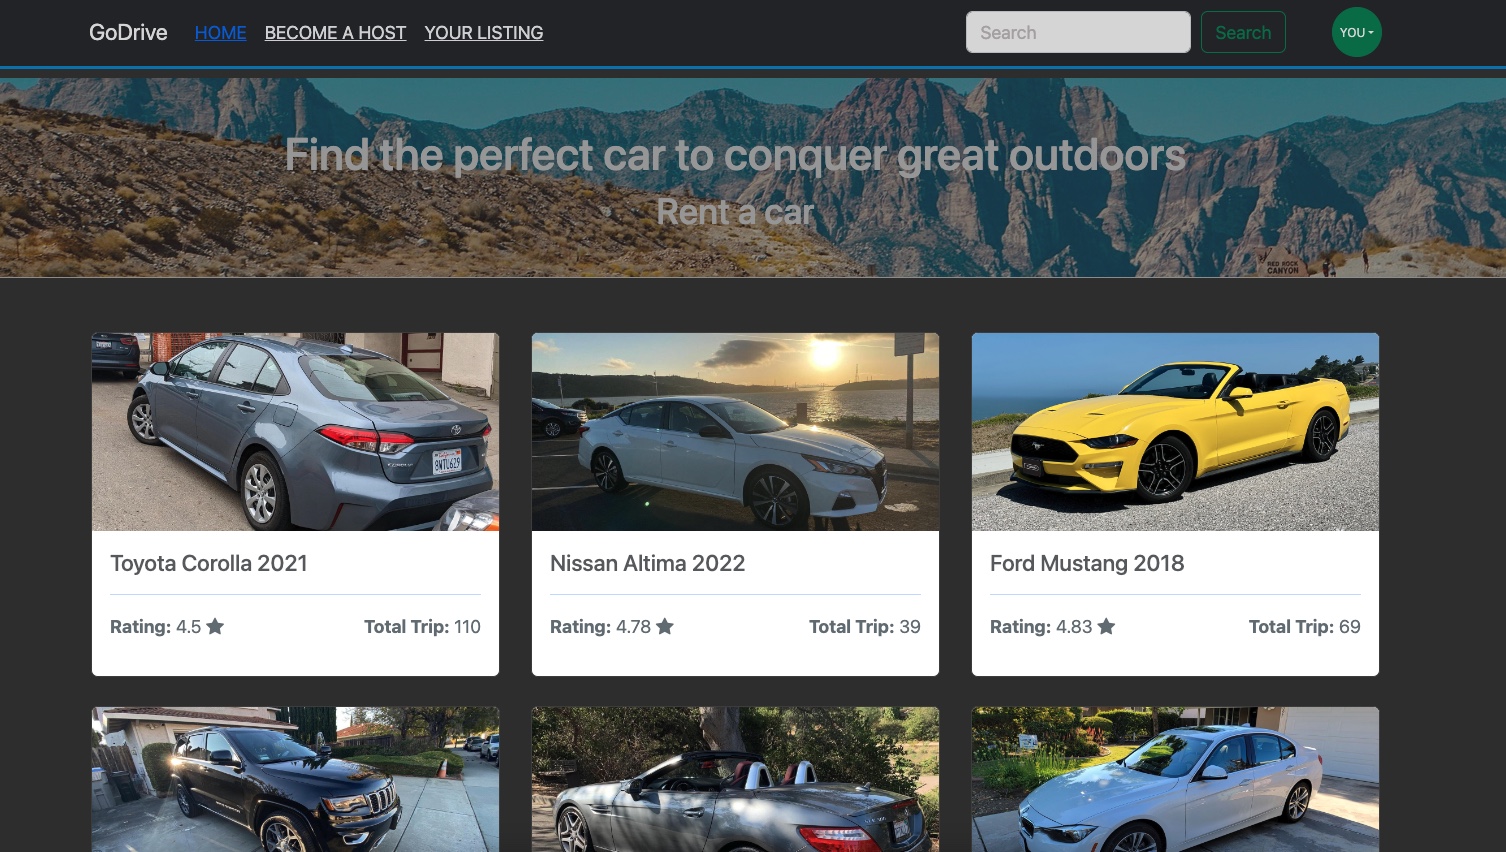 GoDrive HOME BECOME A HOST YOUR LISTING Search Search YOU
Find the perfect car to conquer great outdoors
Rent a car
RED ROCK
CANYON
8NTU629
COROLLA
Toyota Corolla 2021
Rating: 4.5
Total Trip: 110
Nissan Altima 2022
Rating: 4.78
Total Trip: 39
Ford Mustang 2018
Rating: 4.83
Total Trip: 69